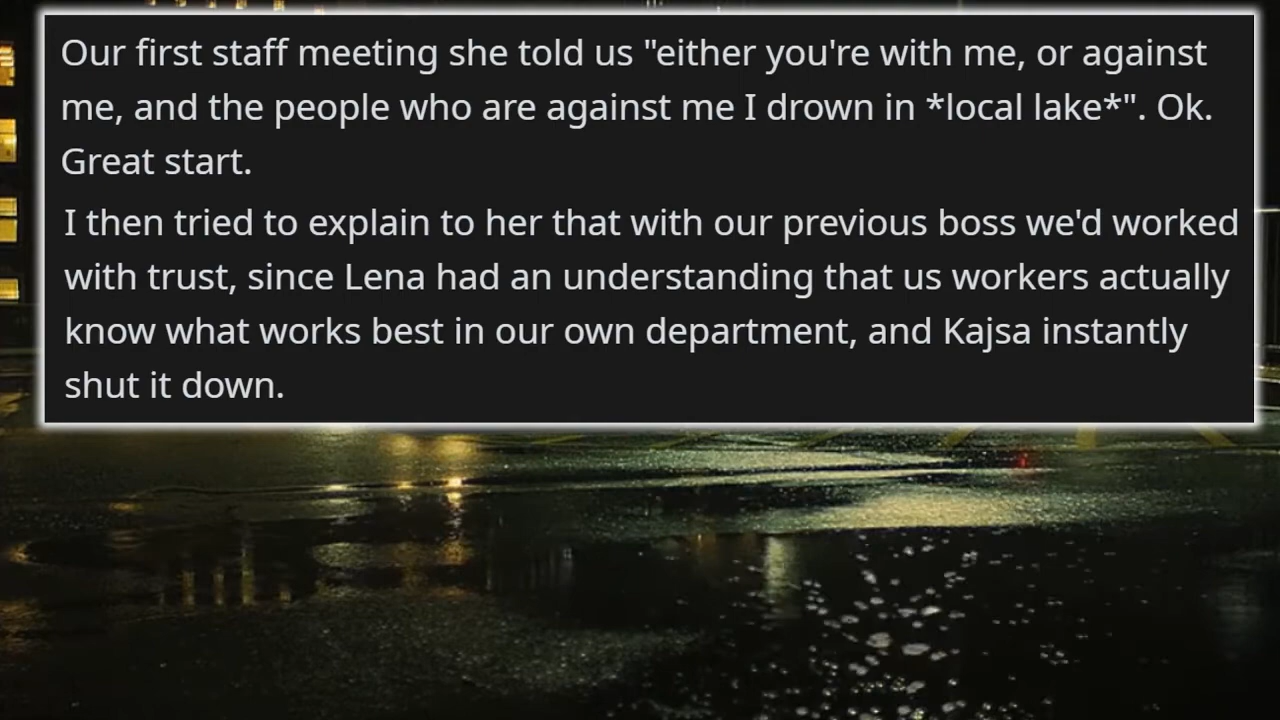 Our first staff meeting she told us "either you're with me, or against
me, and the people who are against me I drown in *local lake*". Ok.
Great start.
I then tried to explain to her that with our previous boss we'd worked
with trust, since Lena had an understanding that us workers actually
know what works best in our own department, and Kajsa instantly
shut it down.